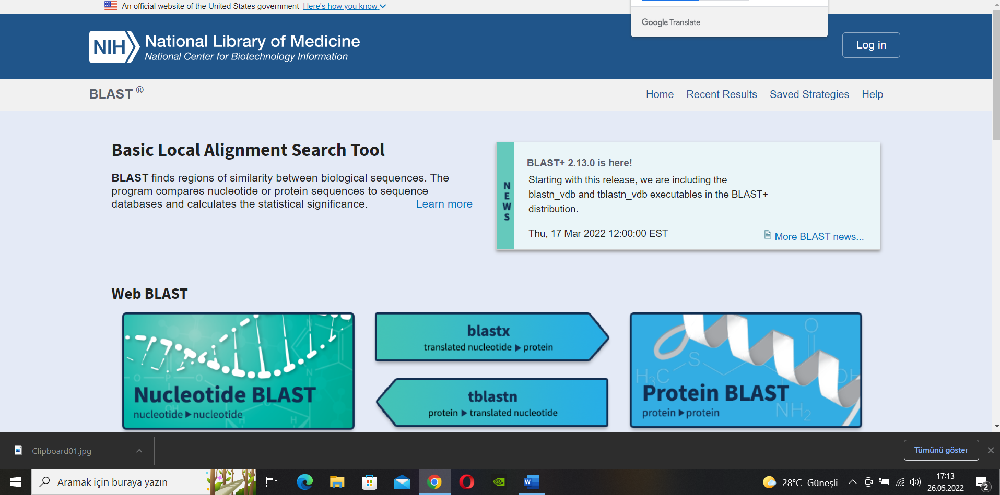 An official website of the United States government Here's how you know
Google Translate
NIH National Library of Medicine
National Center for Biotechnology Information
Log in
BLAST ®
Home Recent Results Saved Strategies Help
Basic Local Alignment Search Tool
BLAST finds regions of similarity between biological sequences. The
program compares nucleotide or protein sequences to sequence
databases and calculates the statistical significance. Learn more
NEWS
BLAST+ 2.13.0 is here!
Starting with this release, we are including the
blastn_vdb and tblastn_vdb executables in the BLAST+
distribution.
Thu, 17 Mar 2022 12:00:00 EST
More BLAST news...
Web BLAST
O P O
N
OH O H
Nucleotide BLAST
nucleotide ▶ nucleotide
blastx
translated nucleotide ▶ protein
tblastn
protein ▶ translated nucleotide
O
S
H₃C OH
NH₂
Protein BLAST
protein ▶ protein
Clipboard01.jpg
Tümünü göster
Aramak için buraya yazın
W
28°C Güneşli
17:13
26.05.2022
2